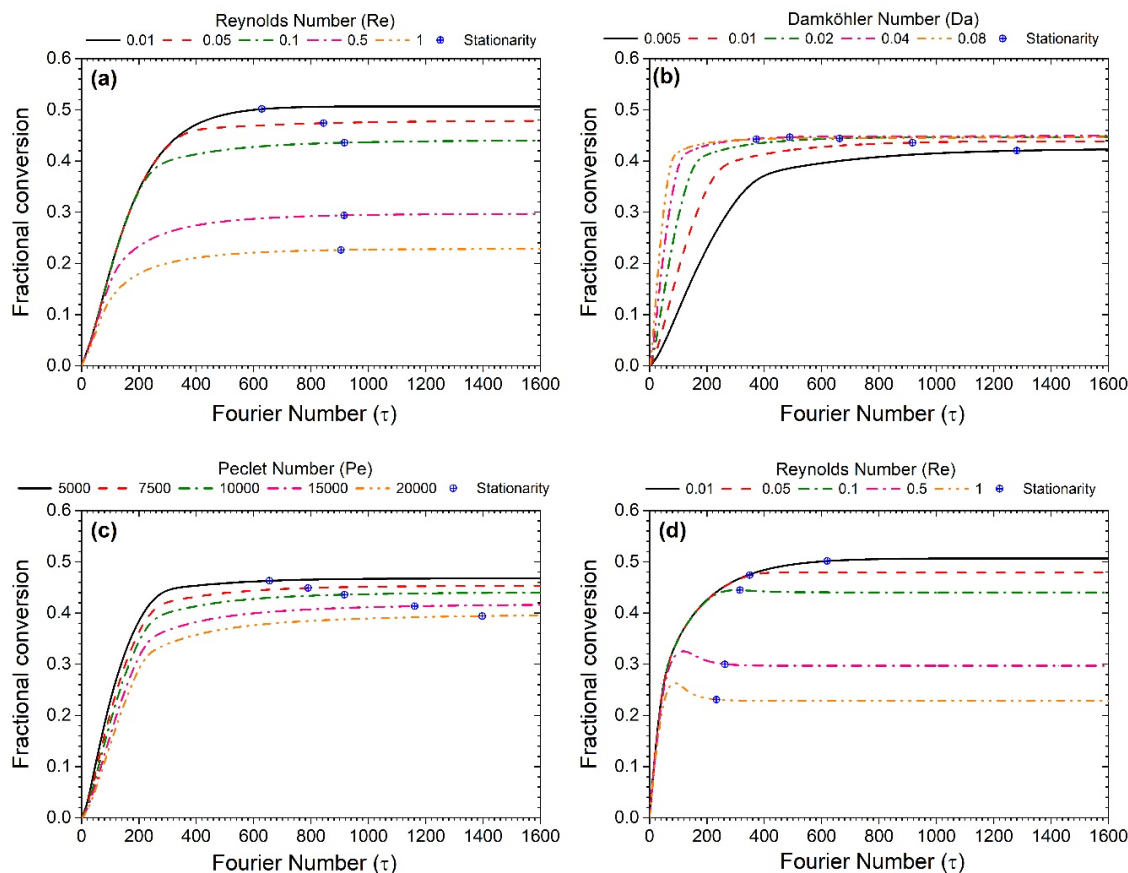 Reynolds Number (Re)
0.01 0.05 0.1 0.5 1 Stationarity
(a)
0.6
0.5
0.4
0.3
0.2
0.1
0.0
Fractional conversion
0 200 400 600 800 1000 1200 1400 1600
Fourier Number (τ)
Damköhler Number (Da)
0.005 0.01 0.02 0.04 0.08 Stationarity
(b)
0.6
0.5
0.4
0.3
0.2
0.1
0.0
Fractional conversion
0 200 400 600 800 1000 1200 1400 1600
Fourier Number (τ)
Peclet Number (Pe)
5000 7500 10000 15000 20000 Stationarity
(c)
0.6
0.5
0.4
0.3
0.2
0.1
0.0
Fractional conversion
0 200 400 600 800 1000 1200 1400 1600
Fourier Number (τ)
Reynolds Number (Re)
0.01 0.05 0.1 0.5 1 Stationarity
(d)
0.6
0.5
0.4
0.3
0.2
0.1
0.0
Fractional conversion
0 200 400 600 800 1000 1200 1400 1600
Fourier Number (τ)